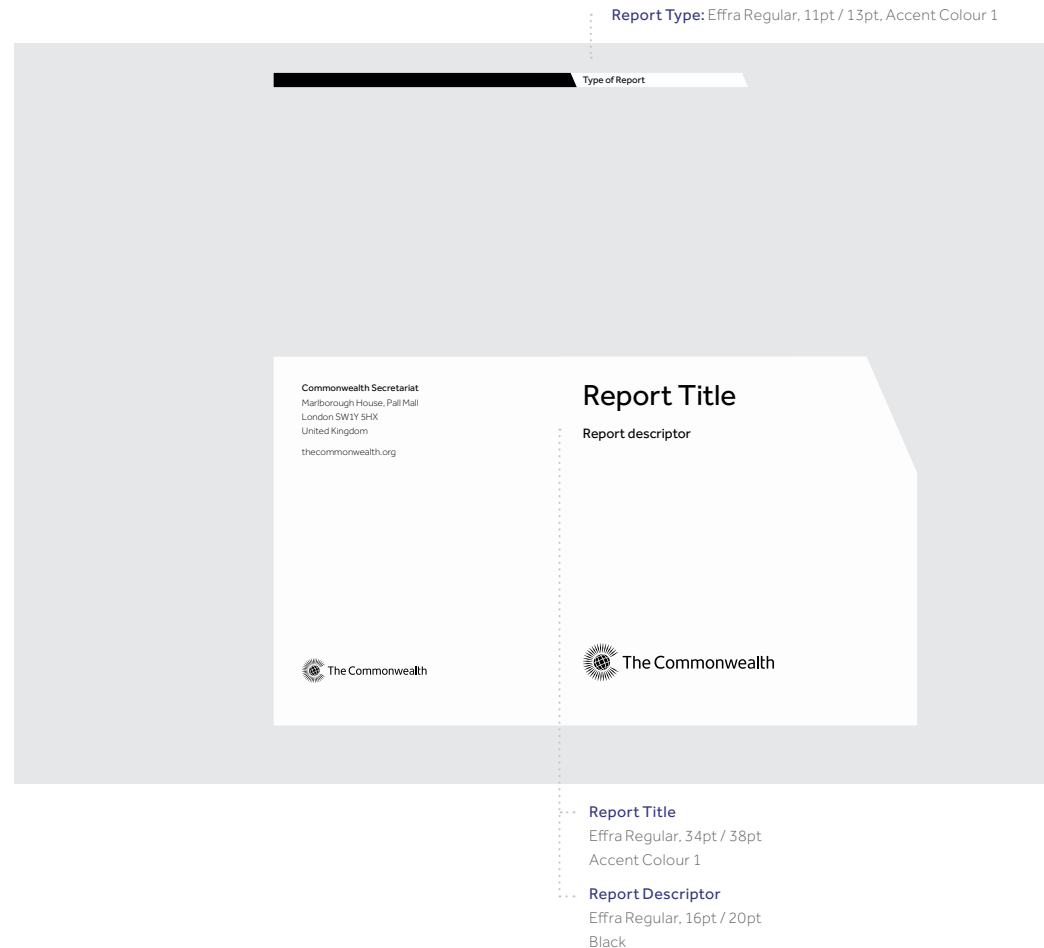 Report Type: Effra Regular, 11pt / 13pt, Accent Colour 1
Type of Report
Commonwealth Secretariat
Marlborough House, Pall Mall
London SW1Y 5HX
United Kingdom
thecommonwealth.org
The Commonwealth
Report Title
Report descriptor
The Commonwealth
Report Title
Effra Regular, 34pt / 38pt
Accent Colour 1
Report Descriptor
Effra Regular, 16pt / 20pt
Black